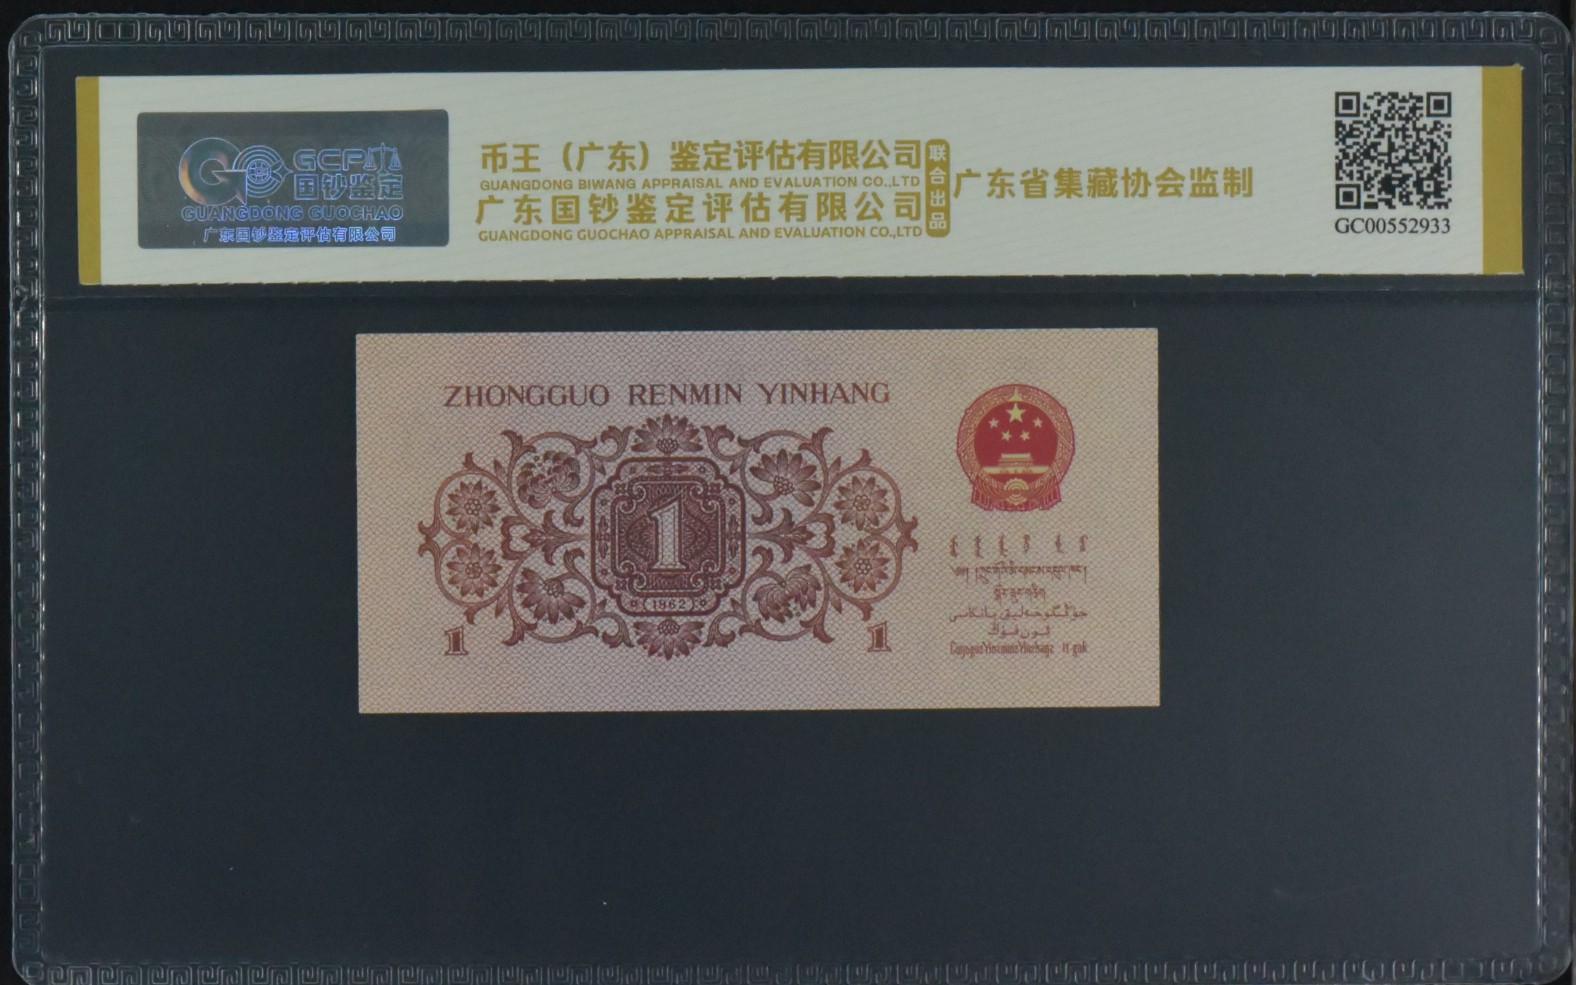 GCP
国钞鉴定
GUANGDONG GUOCHAO
广东国钞鉴定评估有限公司
币王（广东）鉴定评估有限公司
GUANGDONG BIWANG APPRAISAL AND EVALUATION CO.,LTD
广东国钞鉴定评估有限公司
GUANGDONG GUOCHAO APPRAISAL AND EVALUATION CO.,LTD
联合出品
广东省集藏协会监制
GC00552933
ZHONGGUO RENMIN YINHANG
1
1962
1
1